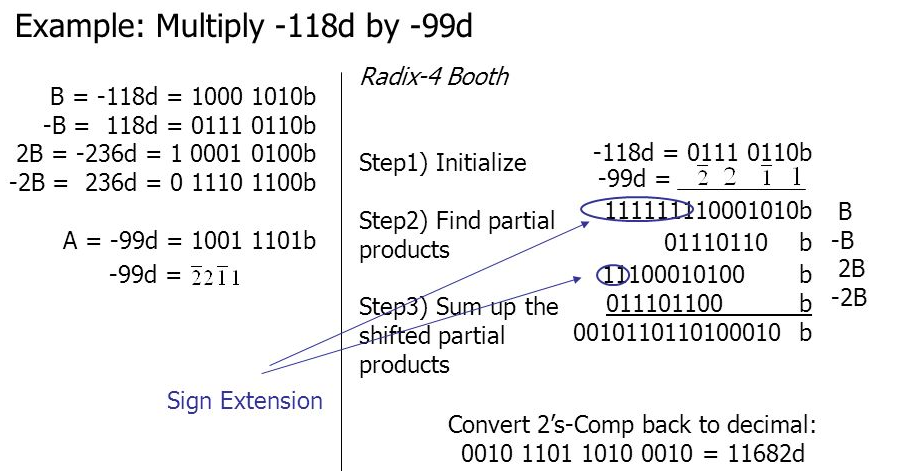 Example: Multiply -118d by -99d
B = -118d = 1000 1010b
-B = 118d = 0111 0110b
2B = -236d = 1 0001 0100b
-2B = 236d = 0 1110 1100b
A = -99d = 1001 1101b
-99d = 2̅21̅1
Radix-4 Booth
Step1) Initialize
-118d = 0111 0110b
-99d = 2̅ 2 1̅ 1
Step2) Find partial
products
111111110001010b B
01110110 b -B
11100010100 b 2B
011101100 b -2B
Step3) Sum up the
shifted partial
products
0010110110100010 b
Sign Extension
Convert 2’s-Comp back to decimal:
0010 1101 1010 0010 = 11682d